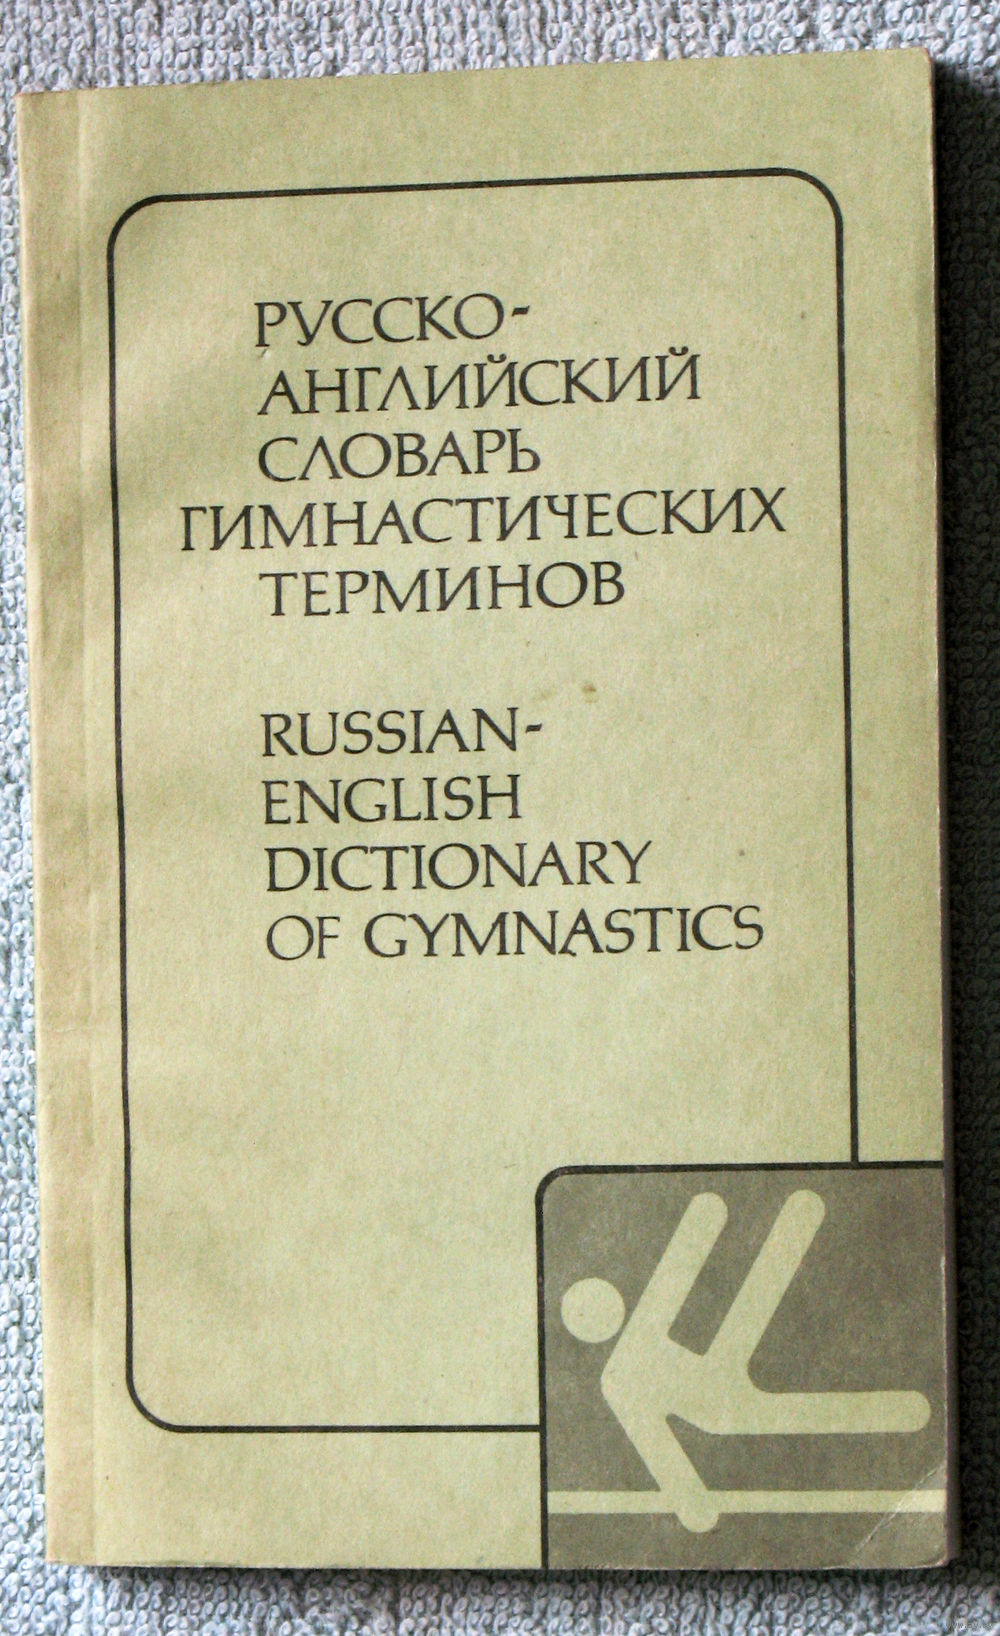 РУССКО-
АНГЛИЙСКИЙ
СЛОВАРЬ
ГИМНАСТИЧЕСКИХ
ТЕРМИНОВ
RUSSIAN-
ENGLISH
DICTIONARY
OF GYMNASTICS